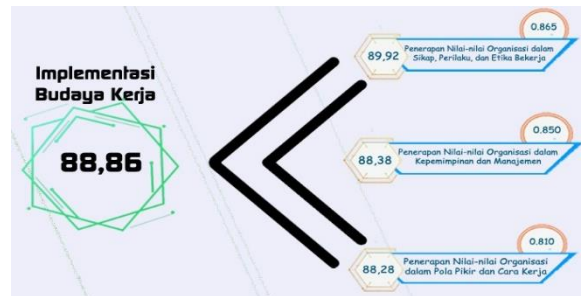 Implementasi
Budaya Kerja
88,86
0.865
89,92
Penerapan Nilai-nilai Organisasi dalam
Sikap, Perilaku, dan Etika Bekerja
0.850
88,38
Penerapan Nilai-nilai Organisasi dalam
Kepemimpinan dan Manajemen
0.810
88,28
Penerapan Nilai-nilai Organisasi
dalam Pola Pikir dan Cara Kerja